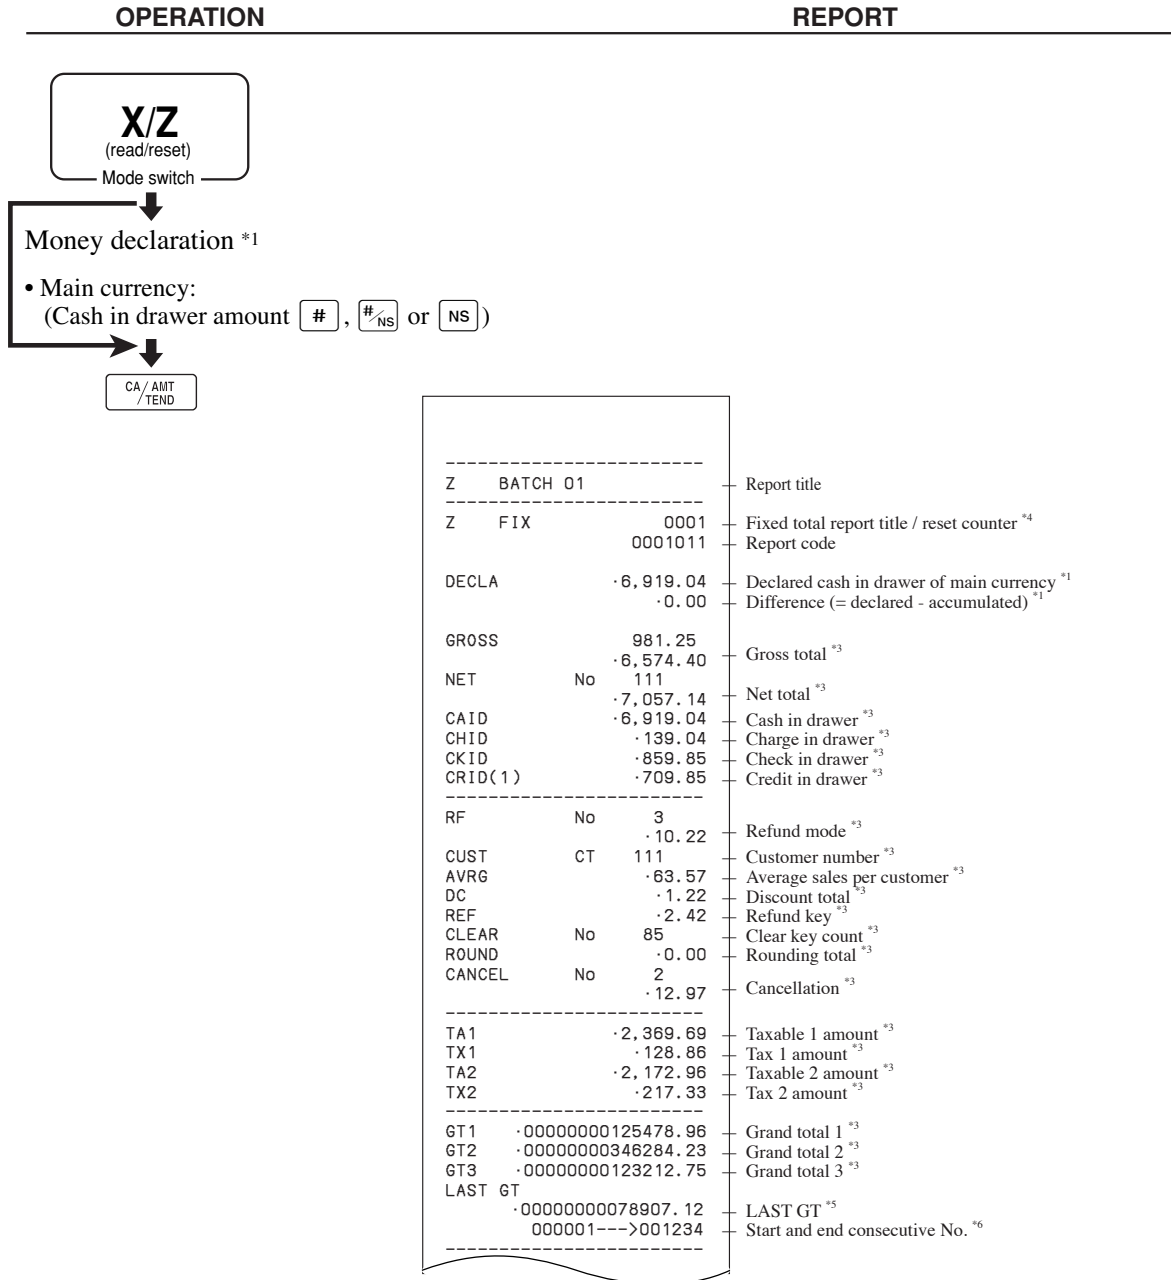 OPERATION REPORT
X/Z
(read/reset)
Mode switch
Money declaration *1
• Main currency:
(Cash in drawer amount #, #/NS or NS)
CA/AMT
/TEND
Z BATCH 01 Report title
Z FIX 0001 Fixed total report title / reset counter *4
0001011 Report code
DECLA ·6,919.04 Declared cash in drawer of main currency *1
·0.00 Difference (= declared - accumulated) *1
GROSS 981.25
·6,574.40 Gross total *3
NET No 111
·7,057.14 Net total *3
CAID ·6,919.04 Cash in drawer *3
CHID ·139.04 Charge in drawer *3
CKID ·859.85 Check in drawer *3
CRID(1) ·709.85 Credit in drawer *3
RF No 3
·10.22 Refund mode *3
CUST CT 111 Customer number *3
AVRG ·63.57 Average sales per customer *3
DC ·1.22 Discount total *3
REF ·2.42 Refund key *3
CLEAR No 85 Clear key count *3
ROUND ·0.00 Rounding total *3
CANCEL No 2
·12.97 Cancellation *3
TA1 ·2,369.69 Taxable 1 amount *3
TX1 ·128.86 Tax 1 amount *3
TA2 ·2,172.96 Taxable 2 amount *3
TX2 ·217.33 Tax 2 amount *3
GT1 ·00000000125478.96 Grand total 1 *3
GT2 ·00000000346284.23 Grand total 2 *3
GT3 ·00000000123212.75 Grand total 3 *3
LAST GT
·00000000078907.12 LAST GT *5
000001--->001234 Start and end consecutive No. *6